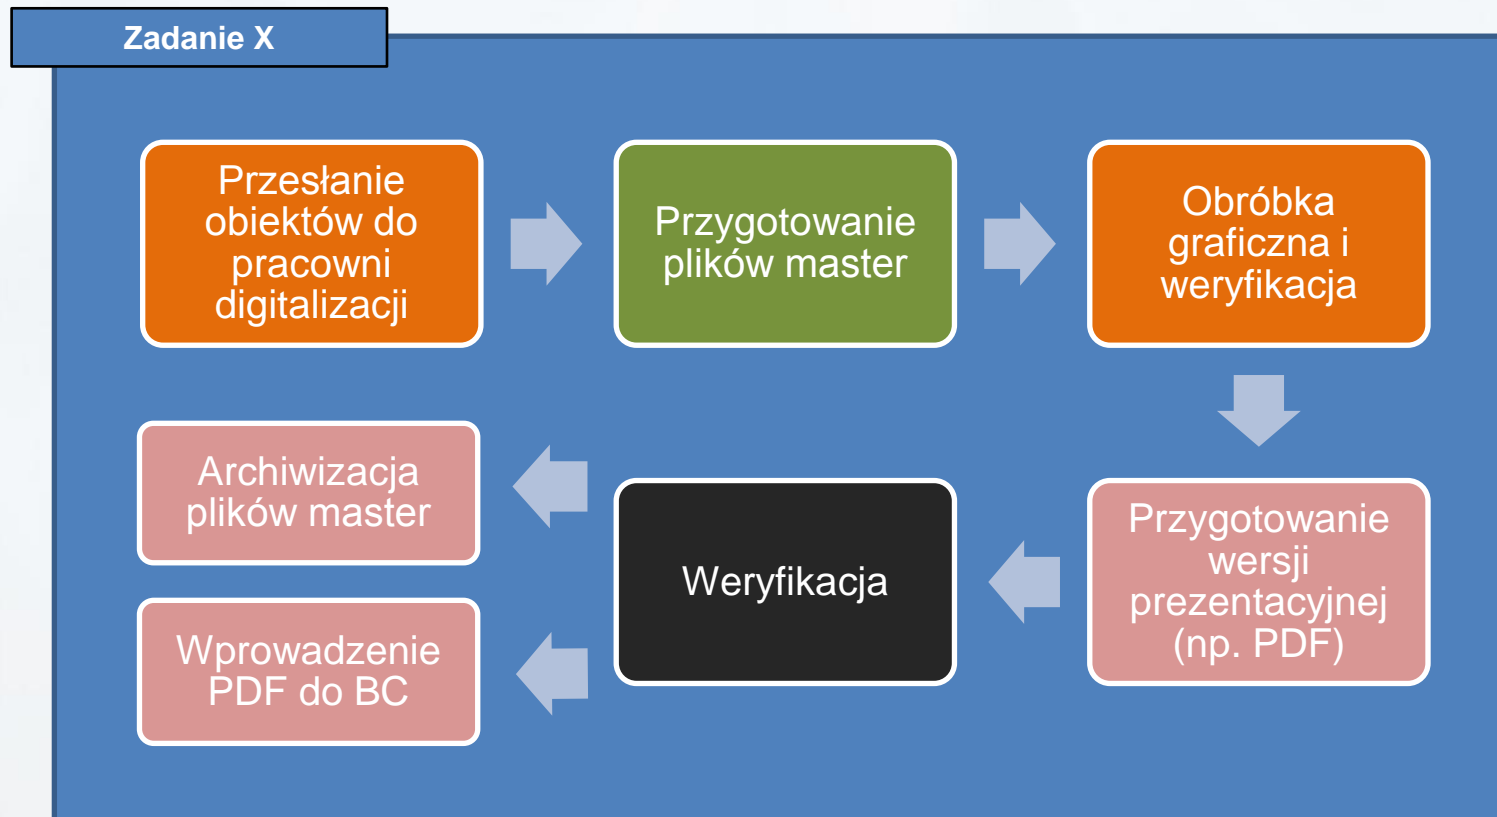 Zadanie X
Przesłanie
obiektów do
pracowni
digitalizacji
Przygotowanie
plików master
Obróbka
graficzna i
weryfikacja
Przygotowanie
wersji
prezentacyjnej
(np. PDF)
Weryfikacja
Archiwizacja
plików master
Wprowadzenie
PDF do BC